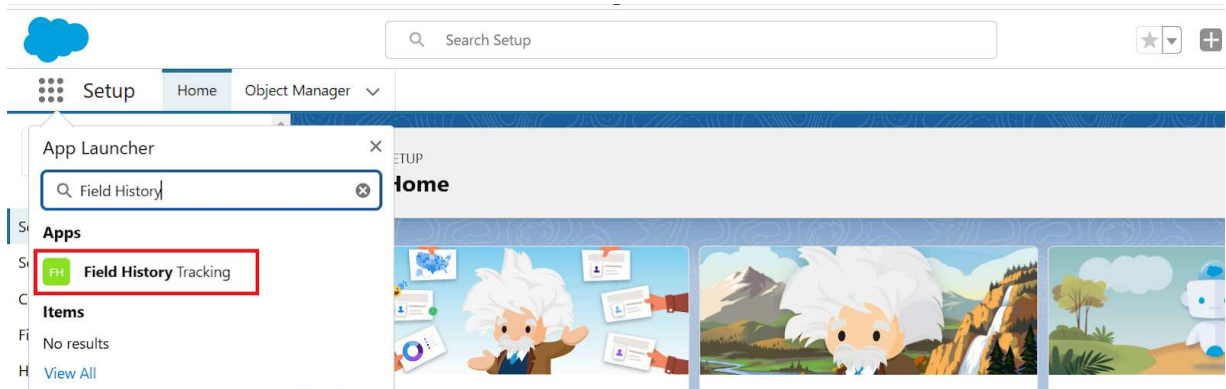 Search Setup
Setup Home Object Manager
App Launcher
ETUP
Field History
Home
Apps
FH Field History Tracking
Items
No results
View All